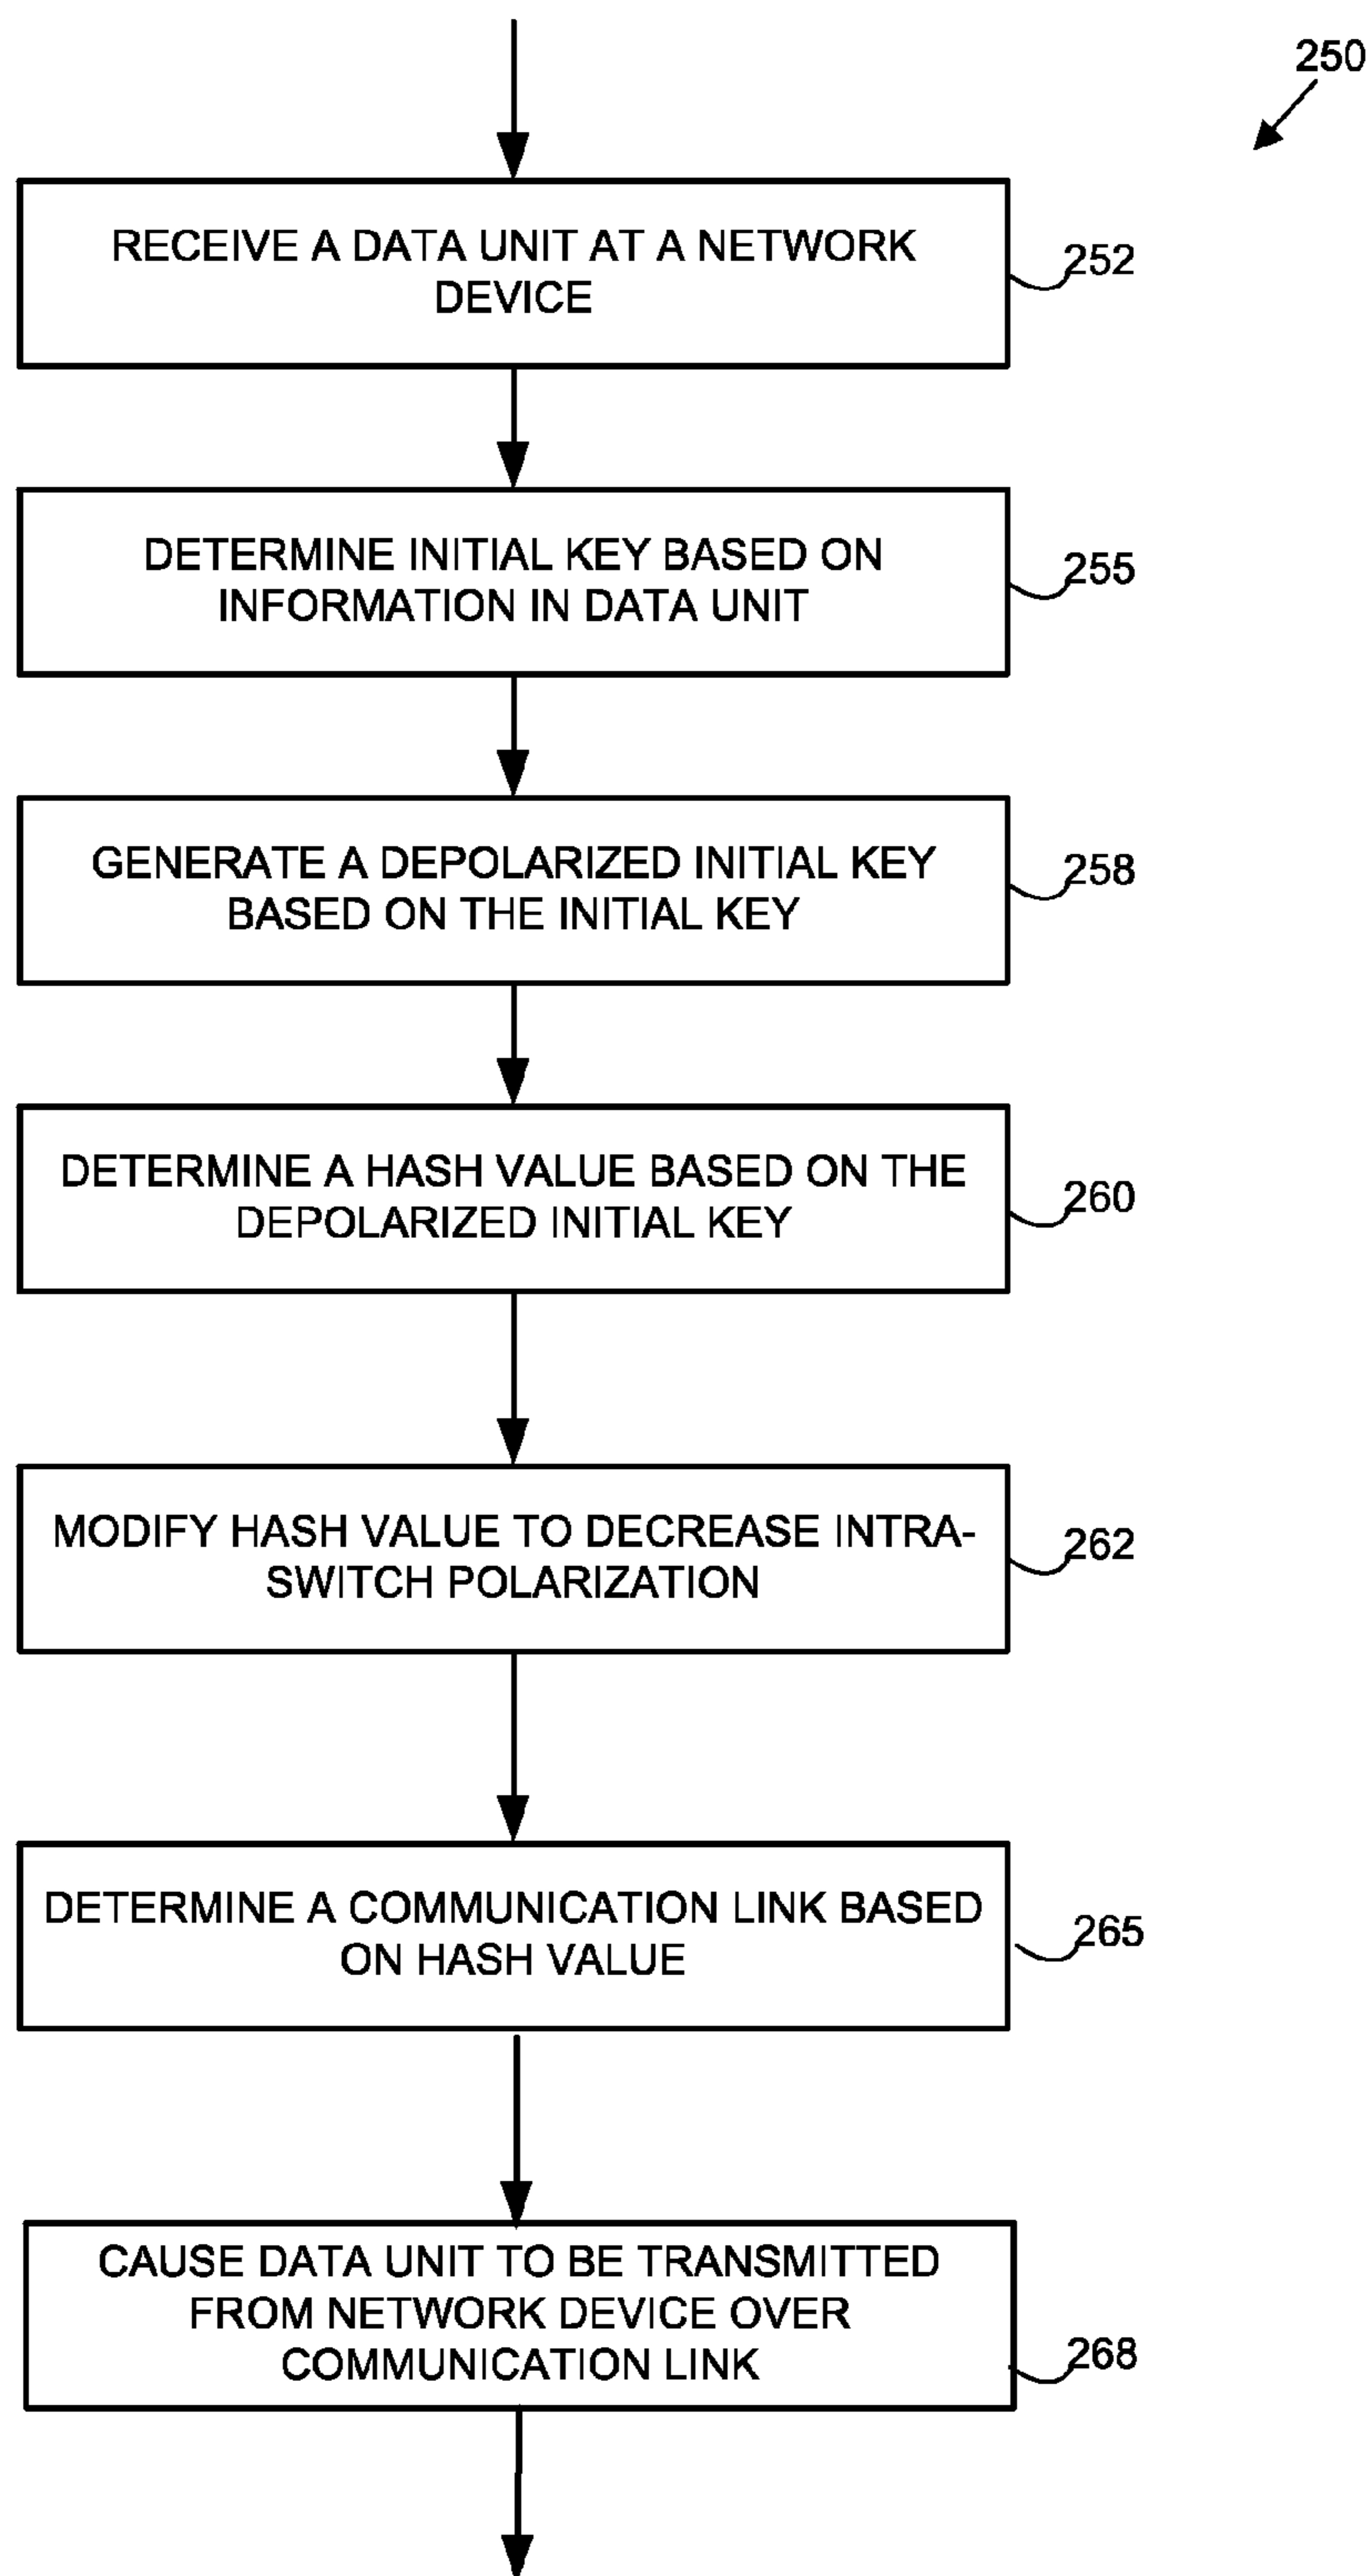 250
RECEIVE A DATA UNIT AT A NETWORK
DEVICE
252
DETERMINE INITIAL KEY BASED ON
INFORMATION IN DATA UNIT
255
GENERATE A DEPOLARIZED INITIAL KEY
BASED ON THE INITIAL KEY
258
DETERMINE A HASH VALUE BASED ON THE
DEPOLARIZED INITIAL KEY
260
MODIFY HASH VALUE TO DECREASE INTRA-
SWITCH POLARIZATION
262
DETERMINE A COMMUNICATION LINK BASED
ON HASH VALUE
265
CAUSE DATA UNIT TO BE TRANSMITTED
FROM NETWORK DEVICE OVER
COMMUNICATION LINK
268